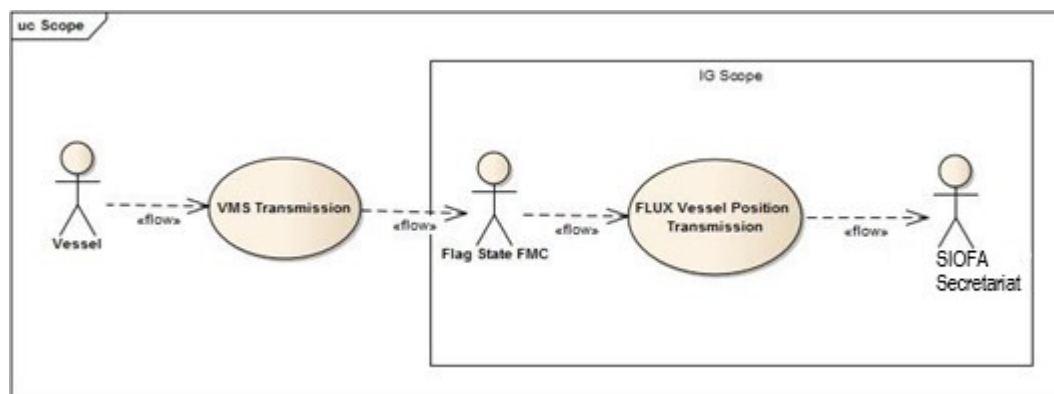 uc Scope
IG Scope
VMS Transmission
FLUX Vessel Position
Transmission
«flow»
«flow»
«flow»
«flow»
Vessel
Flag State FMC
SIOFA
Secretariat